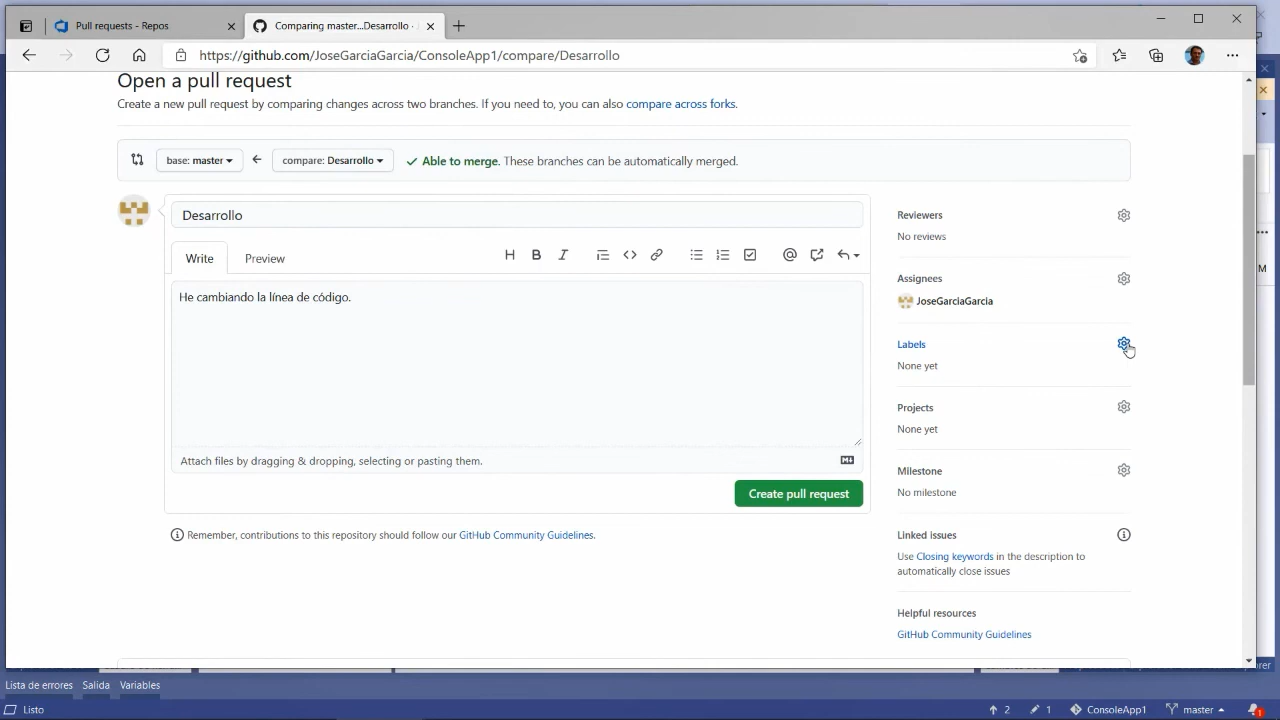 Pull requests - Repos
Comparing master...Desarrollo ·
https://github.com/JoseGarciaGarcia/ConsoleApp1/compare/Desarrollo
Open a pull request
Create a new pull request by comparing changes across two branches. If you need to, you can also compare across forks.
base: master
compare: Desarrollo
Able to merge. These branches can be automatically merged.
Desarrollo
Write
Preview
H B I
He cambiando la línea de código.
Attach files by dragging & dropping, selecting or pasting them.
Create pull request
Remember, contributions to this repository should follow our GitHub Community Guidelines.
Reviewers
No reviews
Assignees
JoseGarciaGarcia
Labels
None yet
Projects
None yet
Milestone
No milestone
Linked issues
Use Closing keywords in the description to
automatically close issues
Helpful resources
GitHub Community Guidelines
M
Lista de errores
Salida
Variables
Listo
2
1
ConsoleApp1
master
1